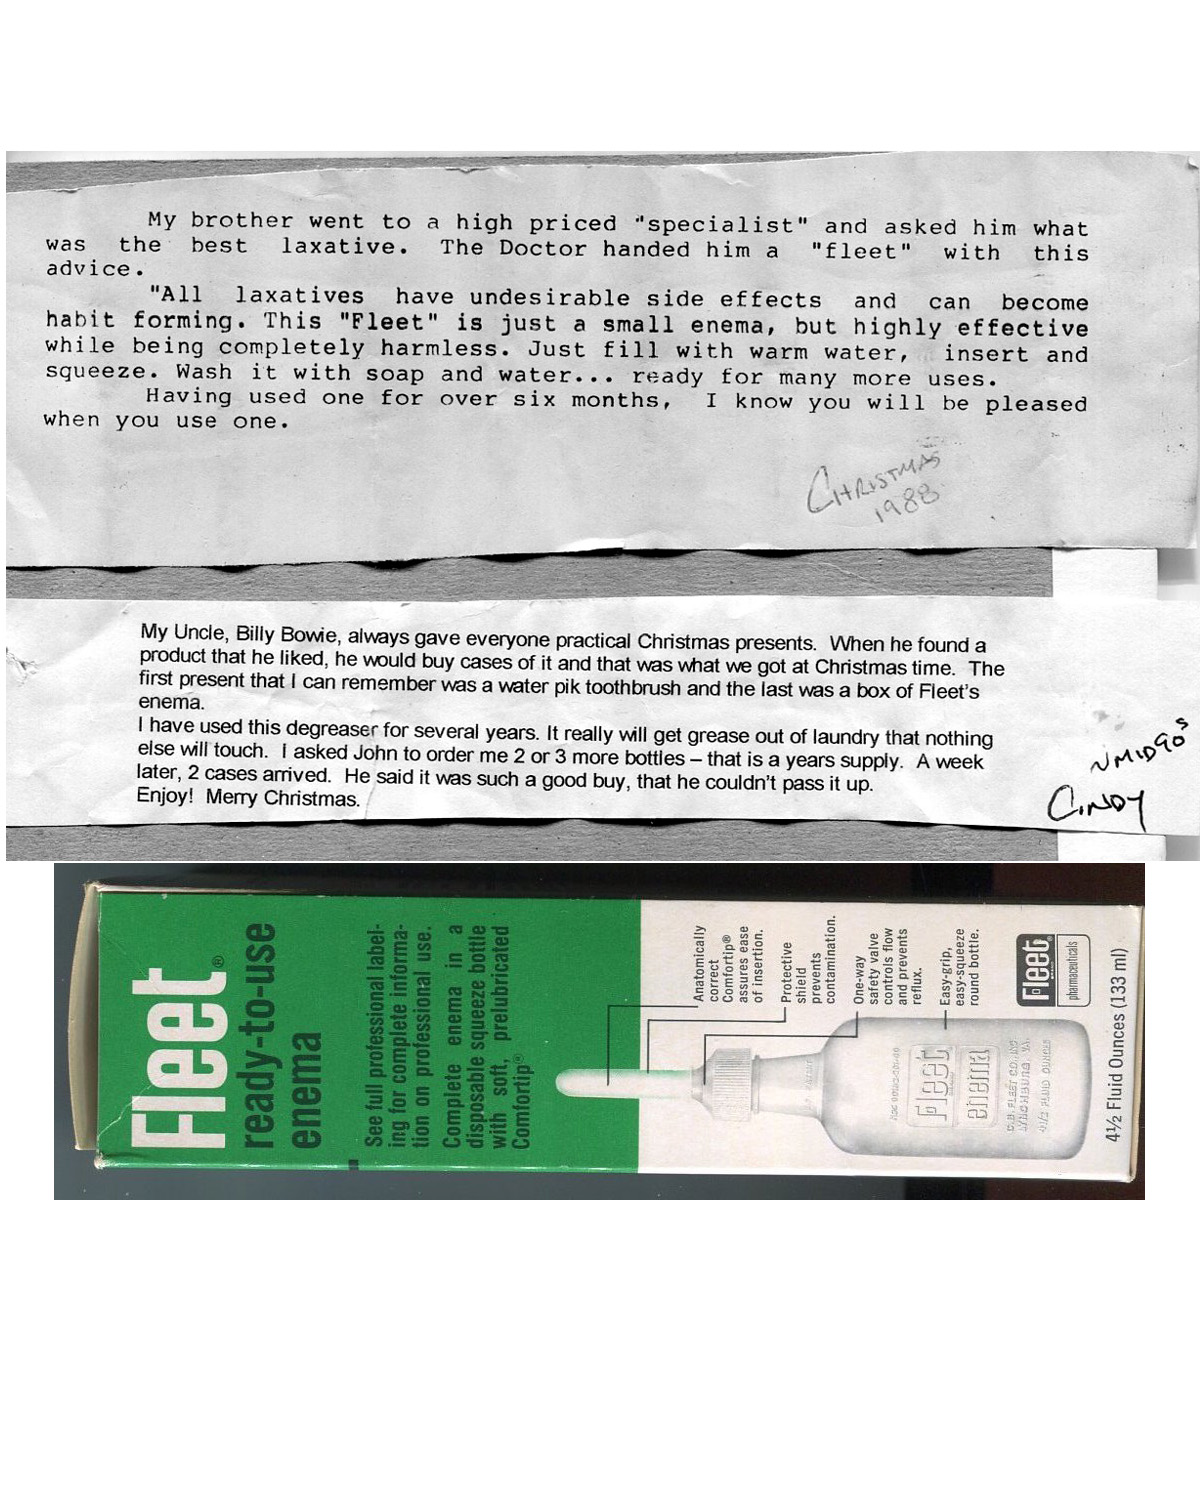 My brother went to a high priced "specialist" and asked him what
was the best laxative. The Doctor handed him a "fleet" with this
advice.
"All laxatives have undesirable side effects and can become
habit forming. This "Fleet" is just a small enema, but highly effective
while being completely harmless. Just fill with warm water, insert and
squeeze. Wash it with soap and water... ready for many more uses.
Having used one for over six months, I know you will be pleased
when you use one.
CHRISTMAS
1988
My Uncle, Billy Bowie, always gave everyone practical Christmas presents. When he found a
product that he liked, he would buy cases of it and that was what we got at Christmas time. The
first present that I can remember was a water pik toothbrush and the last was a box of Fleet's
enema.
I have used this degreaser for several years. It really will get grease out of laundry that nothing
else will touch. I asked John to order me 2 or 3 more bottles – that is a years supply. A week
later, 2 cases arrived. He said it was such a good buy, that he couldn't pass it up.
Enjoy! Merry Christmas.
~MID90s
CINDY
Fleet®
ready-to-use
enema
See full professional label-
ing for complete informa-
tion on professional use.
Complete enema in a
disposable squeeze bottle
with soft, prelubricated
Comfortip®
Anatomically
correct
Comfortip®
assures ease
of insertion.
Protective
shield
prevents
contamination.
One-way
safety valve
controls flow
and prevents
reflux.
Easy-grip,
easy-squeeze
round bottle.
Fleet
enema
C.B. FLEET CO., INC.
LYNCHBURG, VA.
4½ FLUID OUNCES
Fleet®
pharmaceuticals
4½ Fluid Ounces (133 ml)